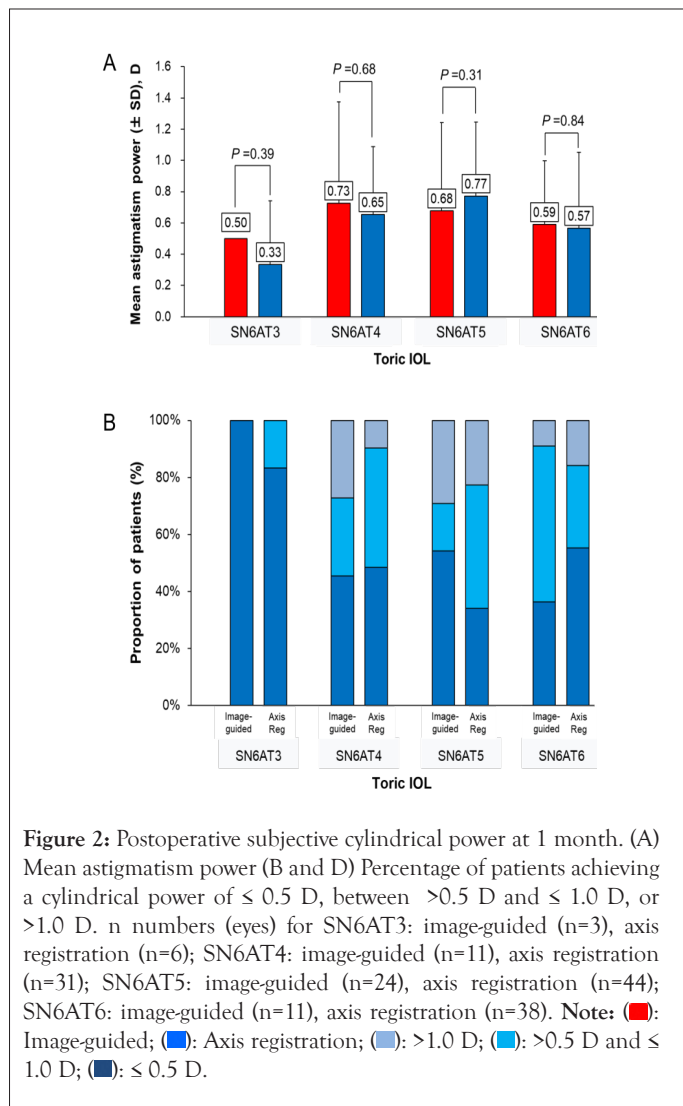 A
Mean astigmatism power (± SD), D
1.6
1.4
1.2
1.0
0.8
0.6
0.4
0.2
0.0
P =0.39
P =0.68
P =0.31
P =0.84
0.50
0.33
0.73
0.65
0.68
0.77
0.59
0.57
SN6AT3 SN6AT4 SN6AT5 SN6AT6
Toric IOL
B
Proportion of patients (%)
100%
80%
60%
40%
20%
0%
Image- Axis Image- Axis Image- Axis Image- Axis
guided Reg guided Reg guided Reg guided Reg
SN6AT3 SN6AT4 SN6AT5 SN6AT6
Toric IOL
Figure 2: Postoperative subjective cylindrical power at 1 month. (A)
Mean astigmatism power (B and D) Percentage of patients achieving
a cylindrical power of ≤ 0.5 D, between >0.5 D and ≤ 1.0 D, or
>1.0 D. n numbers (eyes) for SN6AT3: image-guided (n=3), axis
registration (n=6); SN6AT4: image-guided (n=11), axis registration
(n=31); SN6AT5: image-guided (n=24), axis registration (n=44);
SN6AT6: image-guided (n=11), axis registration (n=38). Note: (■):
Image-guided; (■): Axis registration; (■): >1.0 D; (■): >0.5 D and ≤
1.0 D; (■): ≤ 0.5 D.